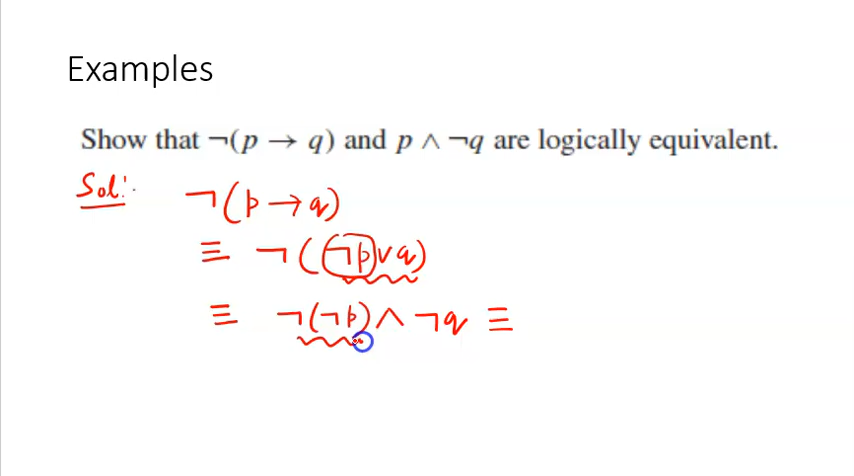 Examples
Show that ¬(p → q) and p ∧ ¬q are logically equivalent.
Sol:
¬(p → q)
≡ ¬(¬p ∨ q)
≡ ¬(¬p) ∧ ¬q ≡